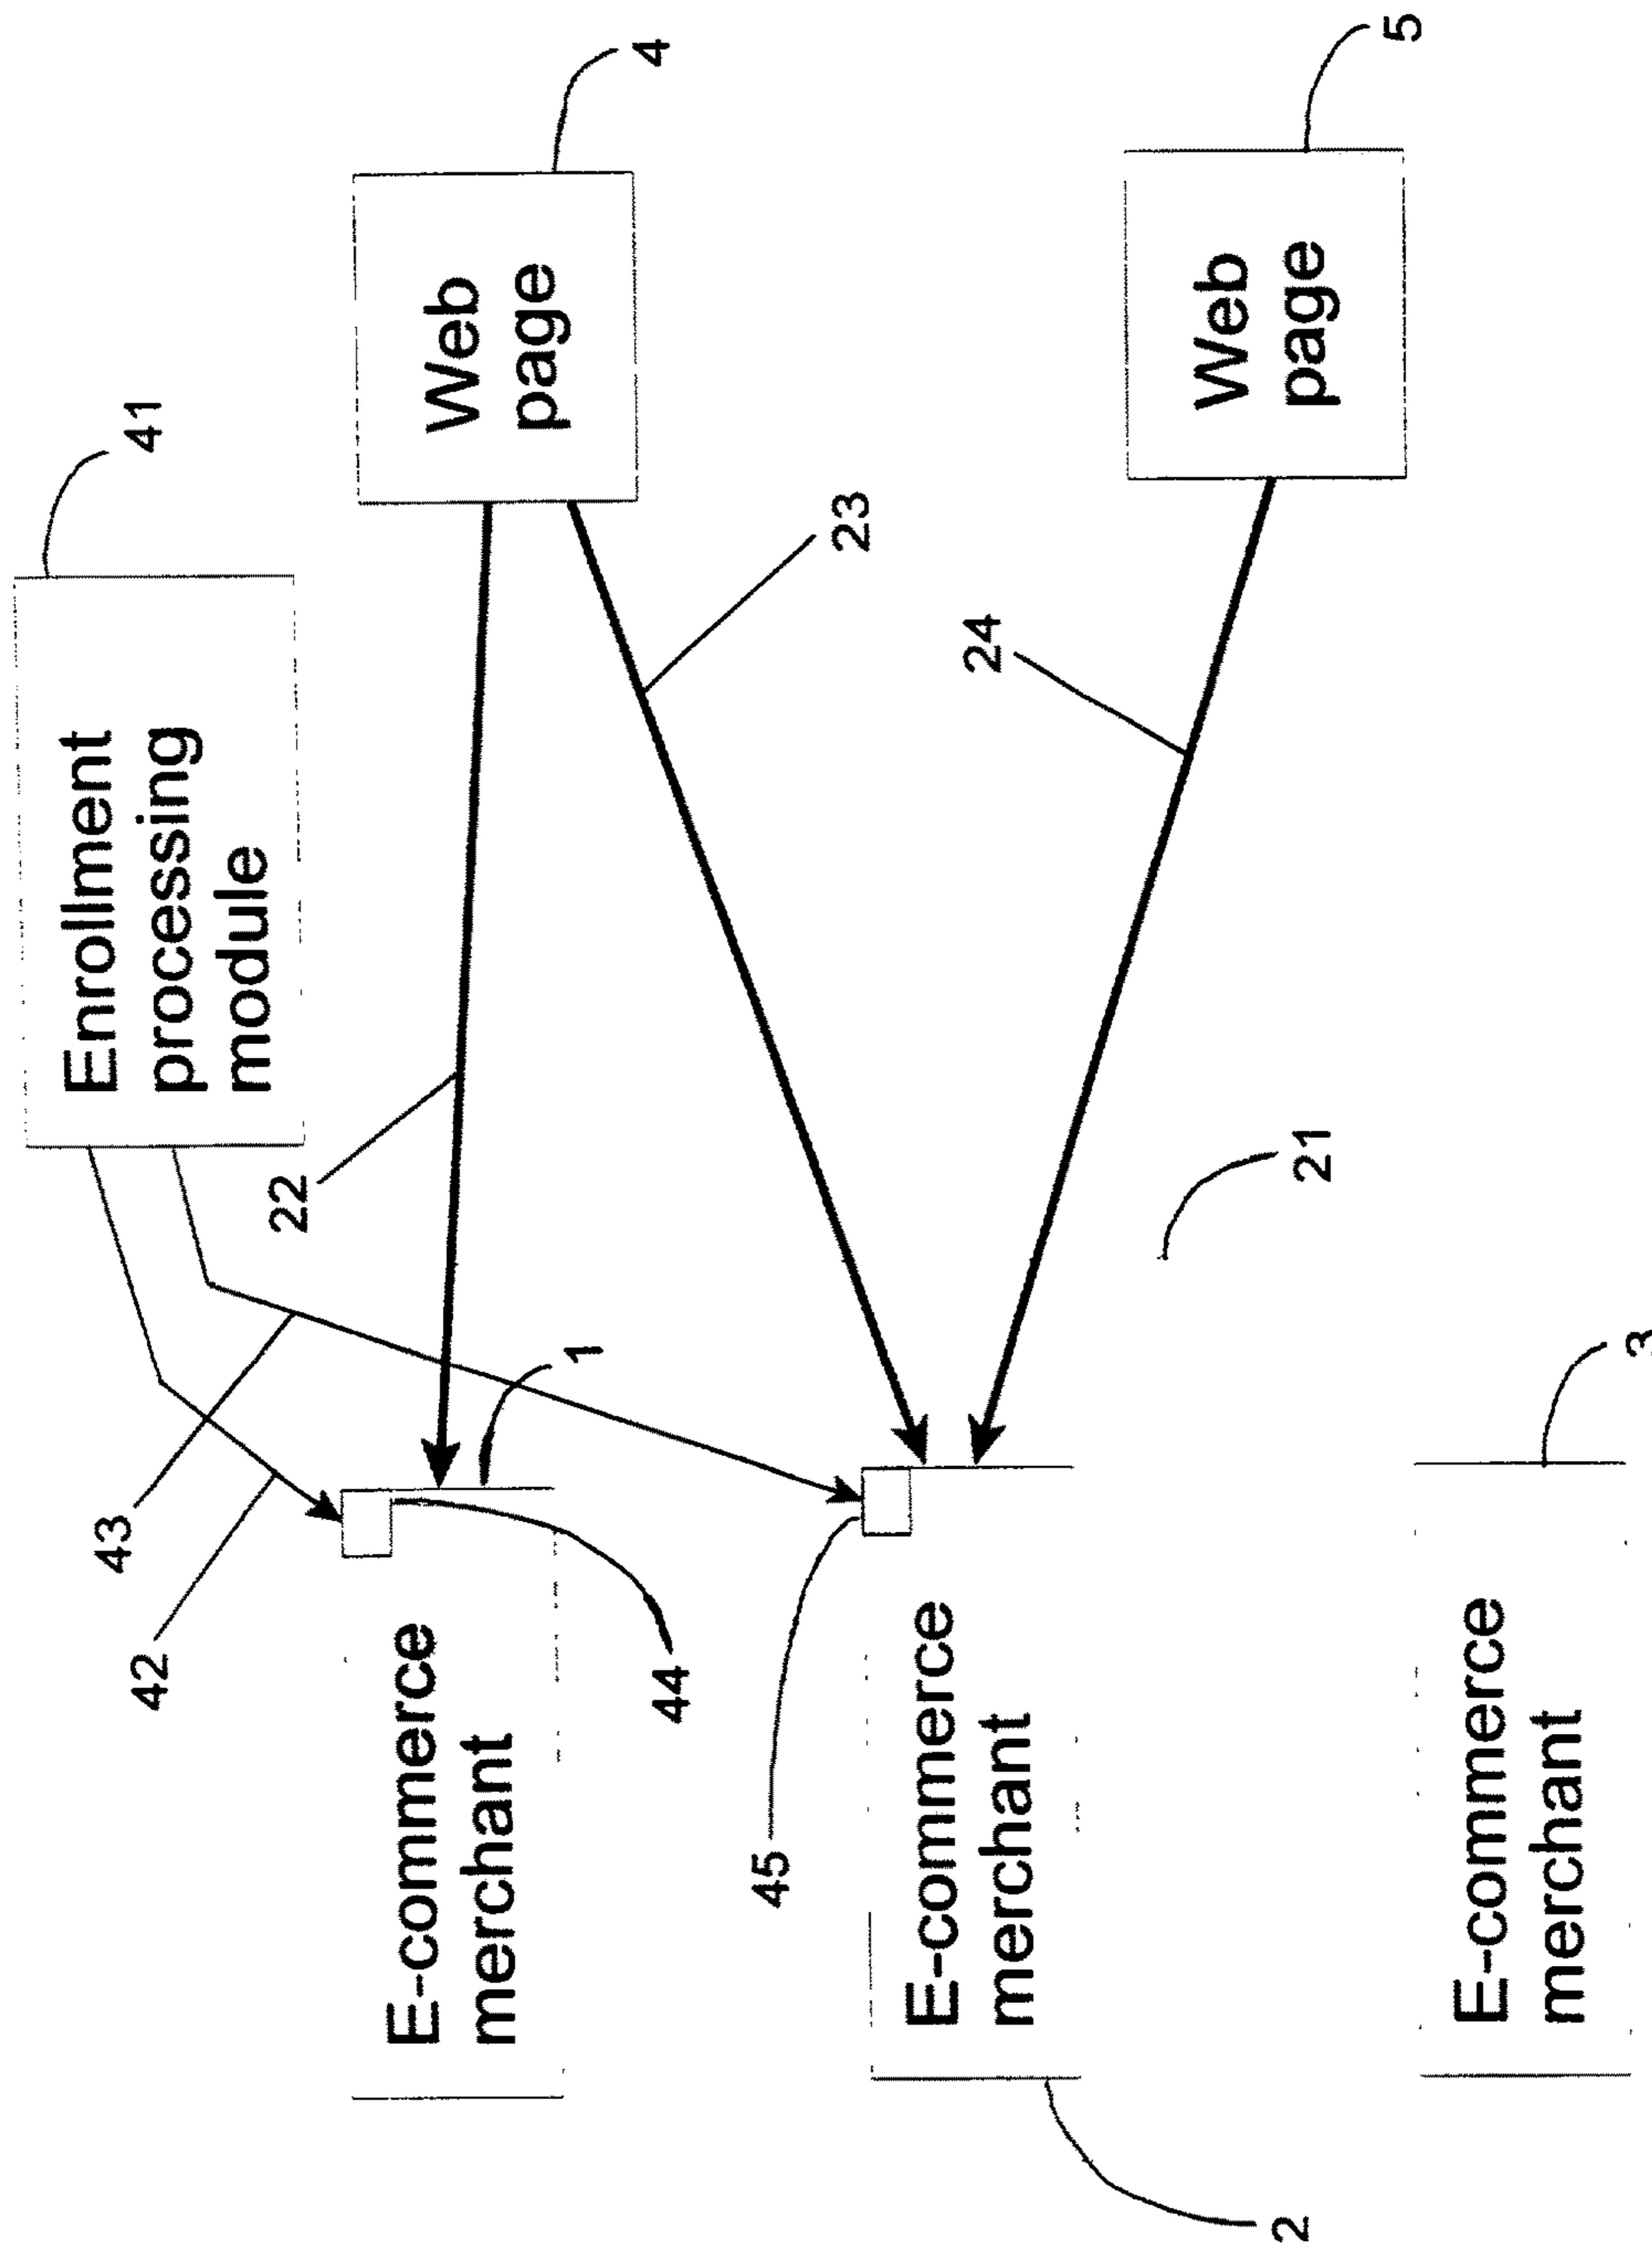 Enrollment
processing
module
41
43
42
22
E-commerce
merchant
Web
page
1
4
44
45
23
E-commerce
merchant
24
Web
page
2
21
5
E-commerce
merchant
3